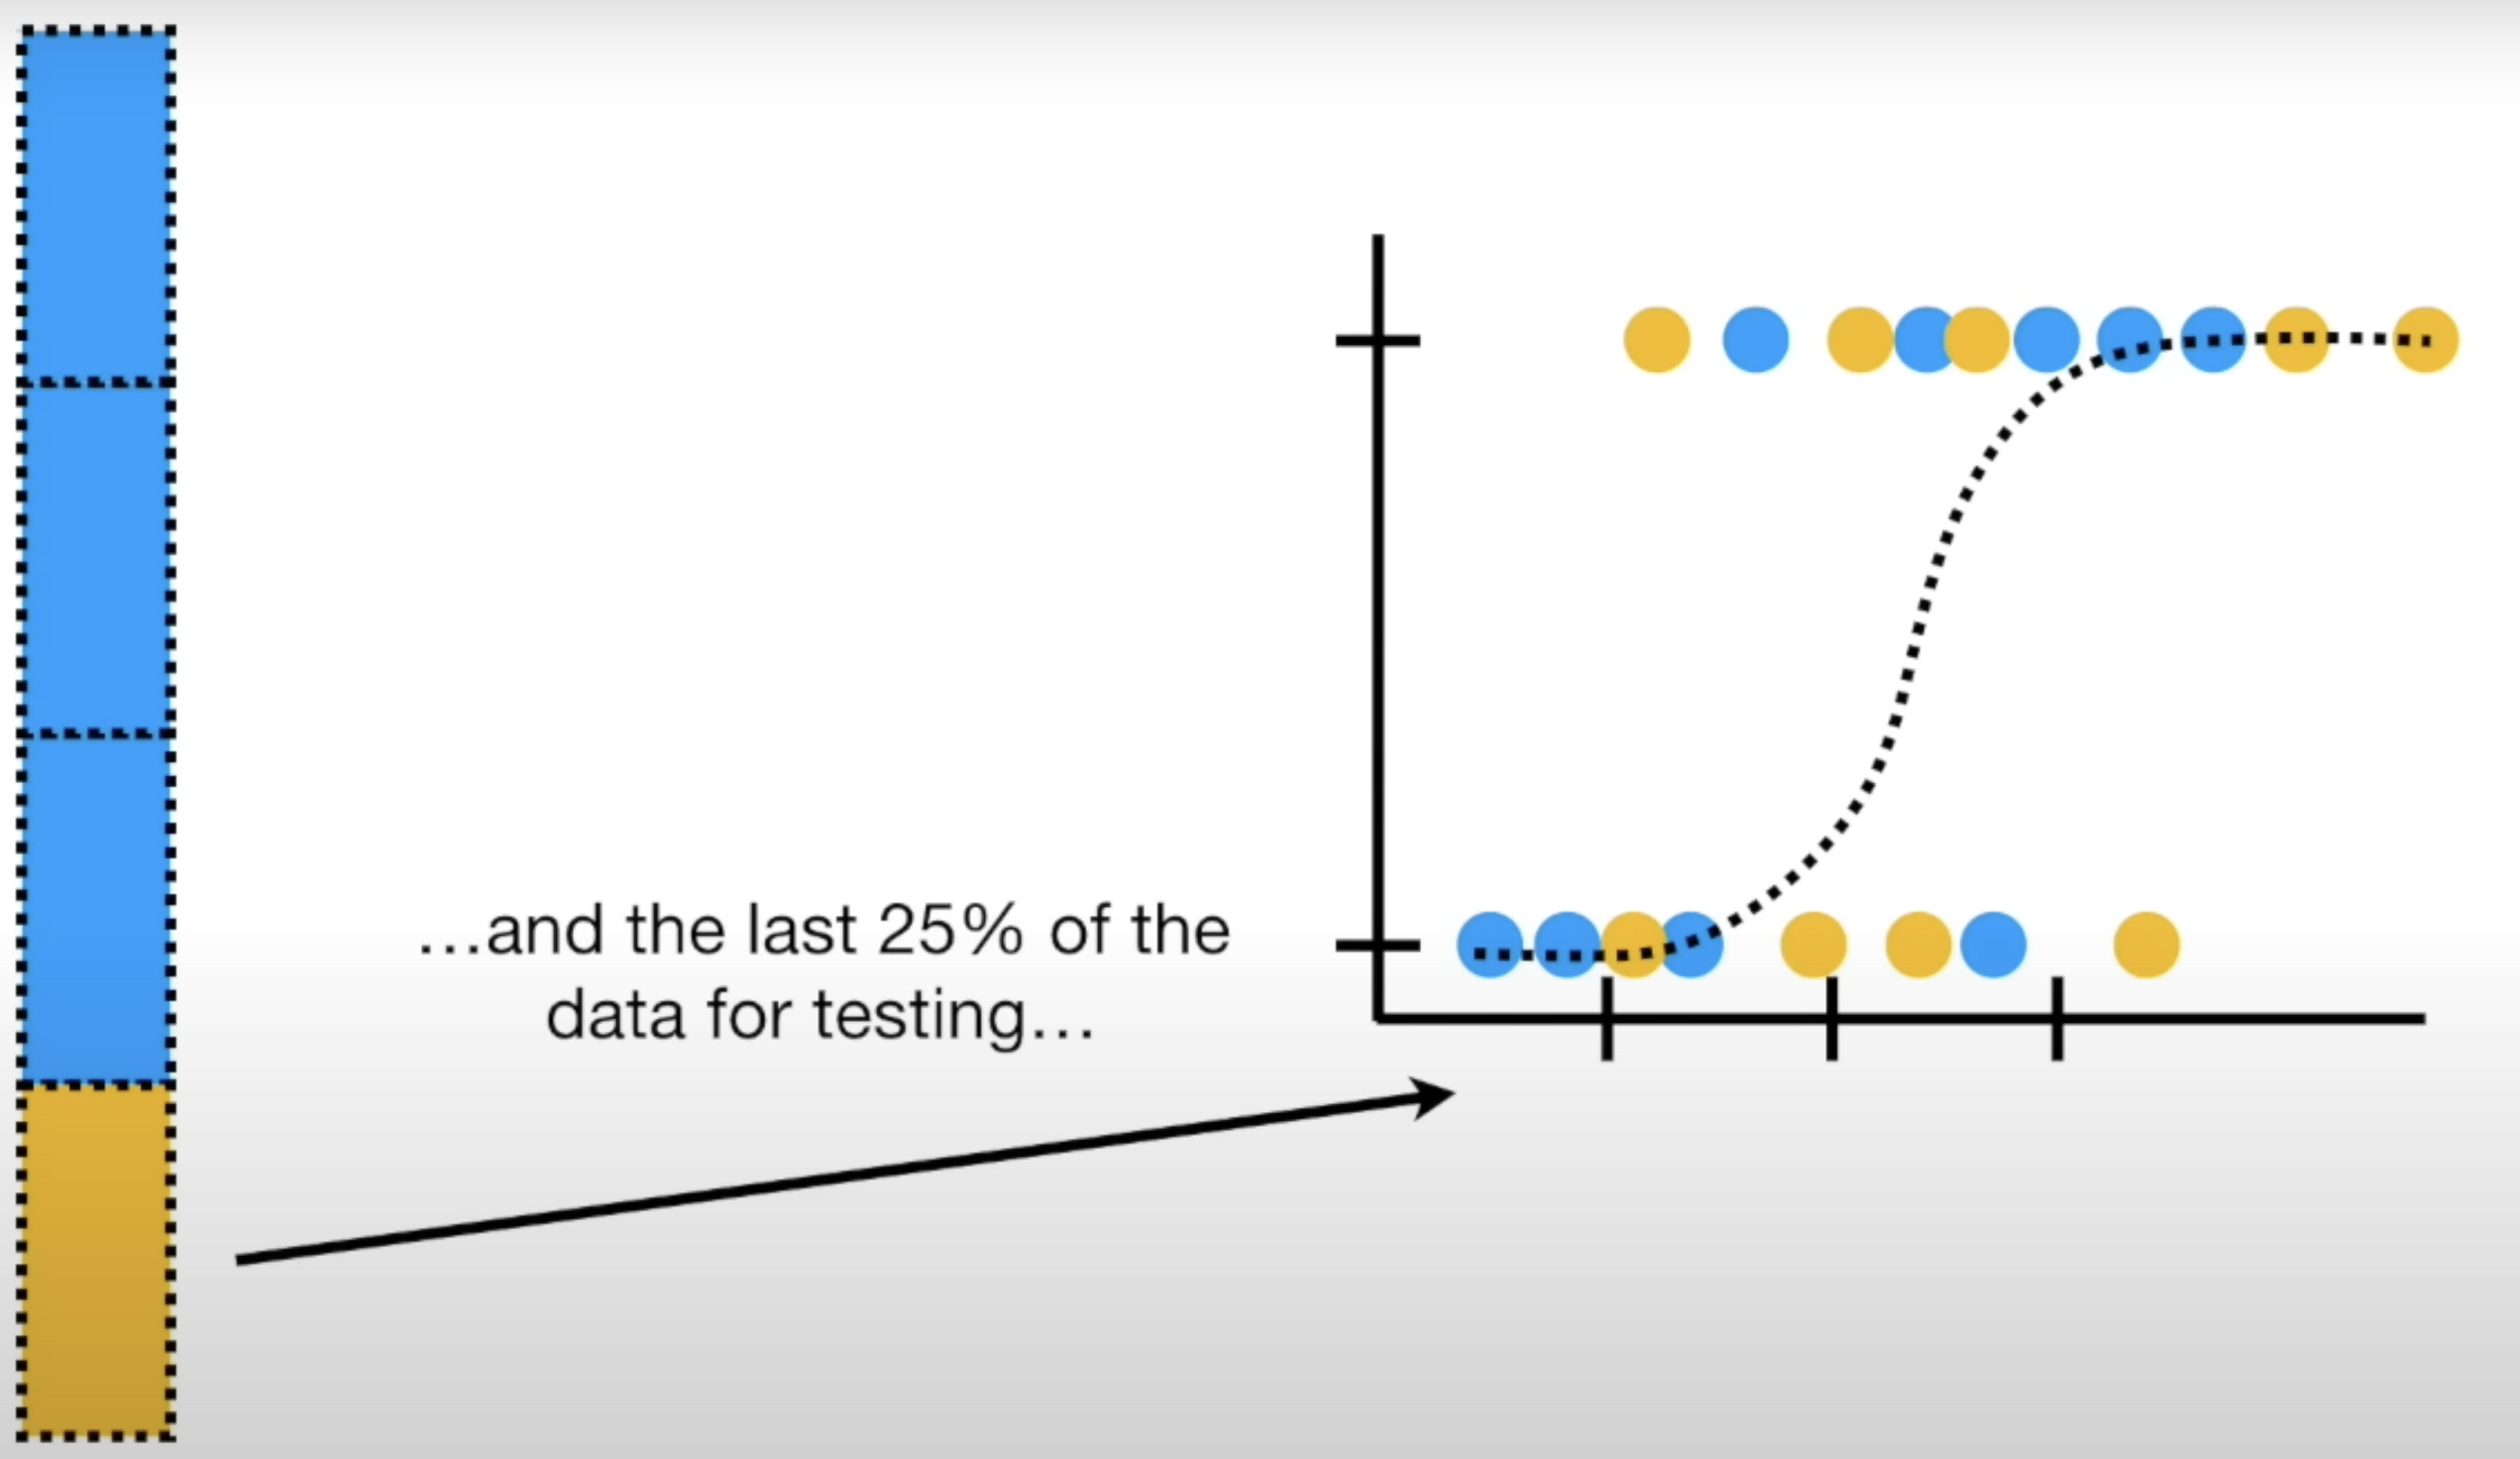 …and the last 25% of the
data for testing…